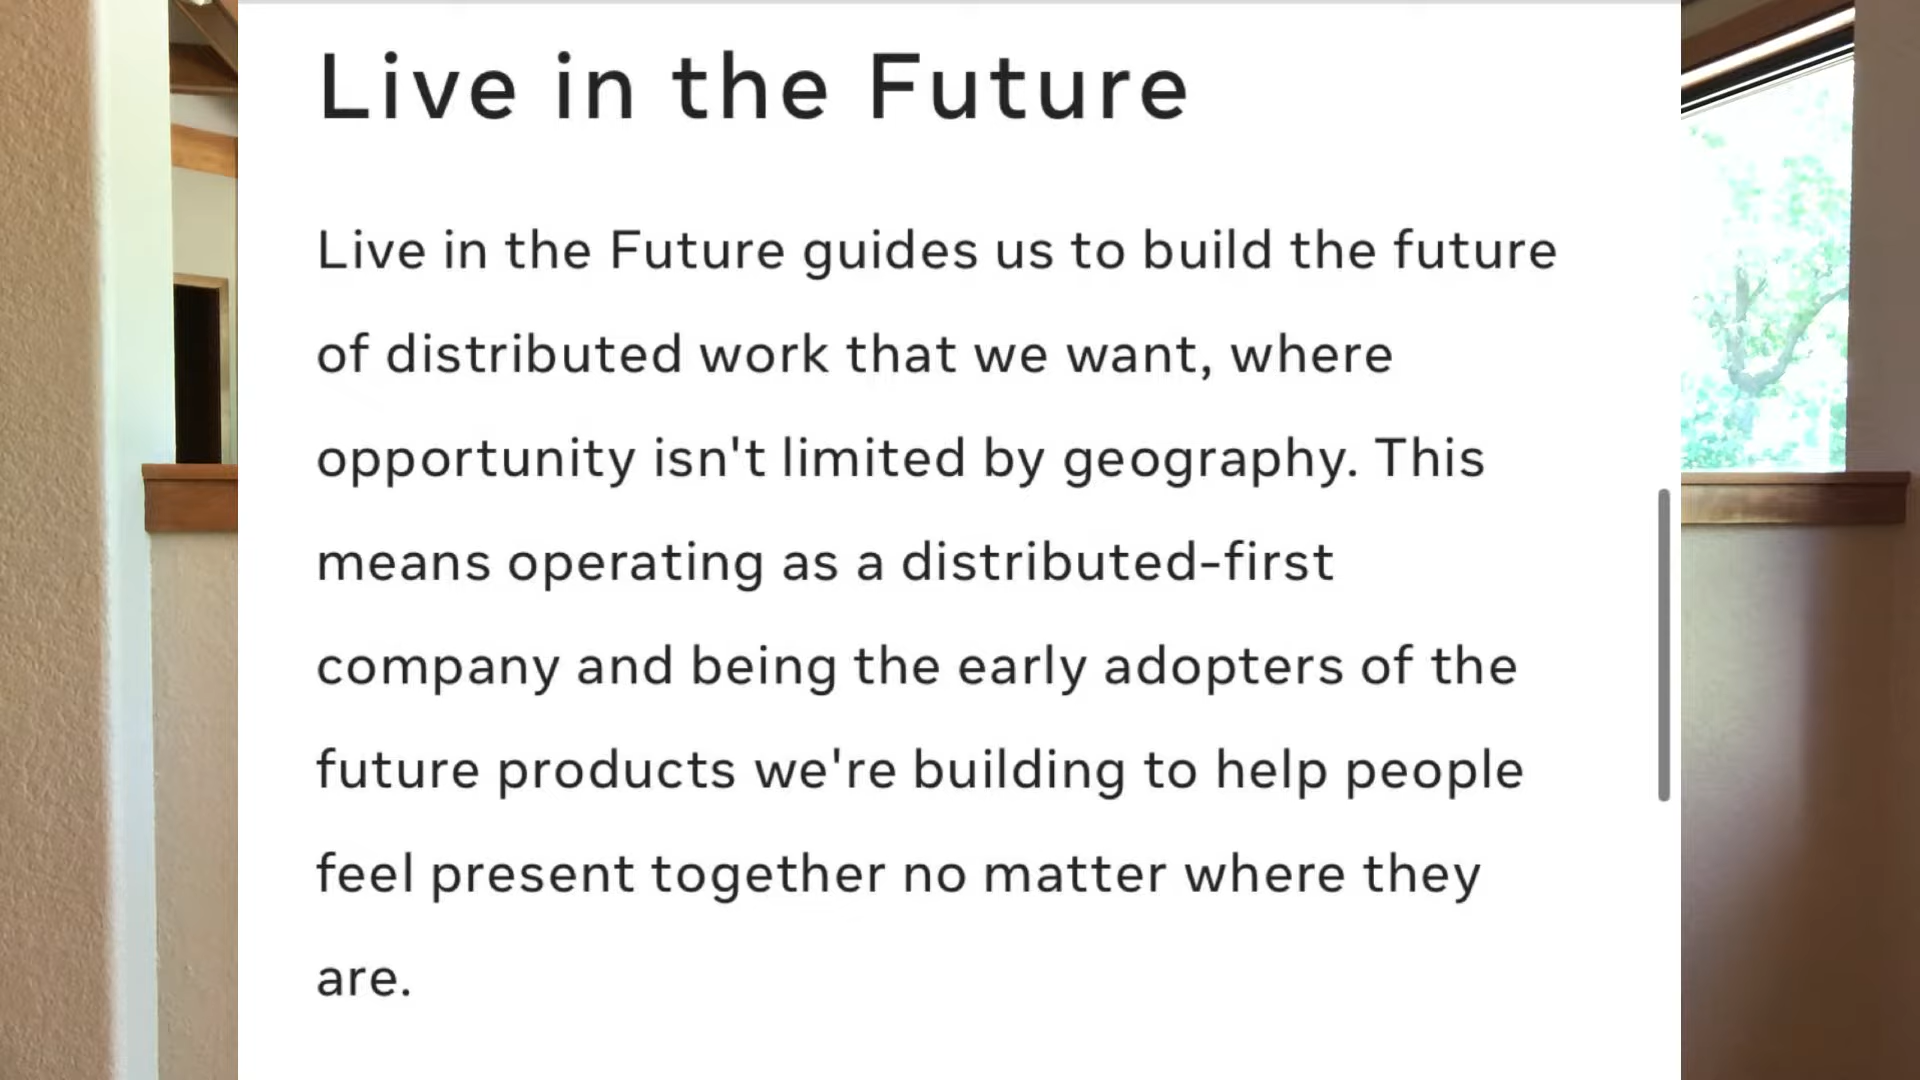 Live in the Future
Live in the Future guides us to build the future
of distributed work that we want, where
opportunity isn't limited by geography. This
means operating as a distributed-first
company and being the early adopters of the
future products we're building to help people
feel present together no matter where they
are.